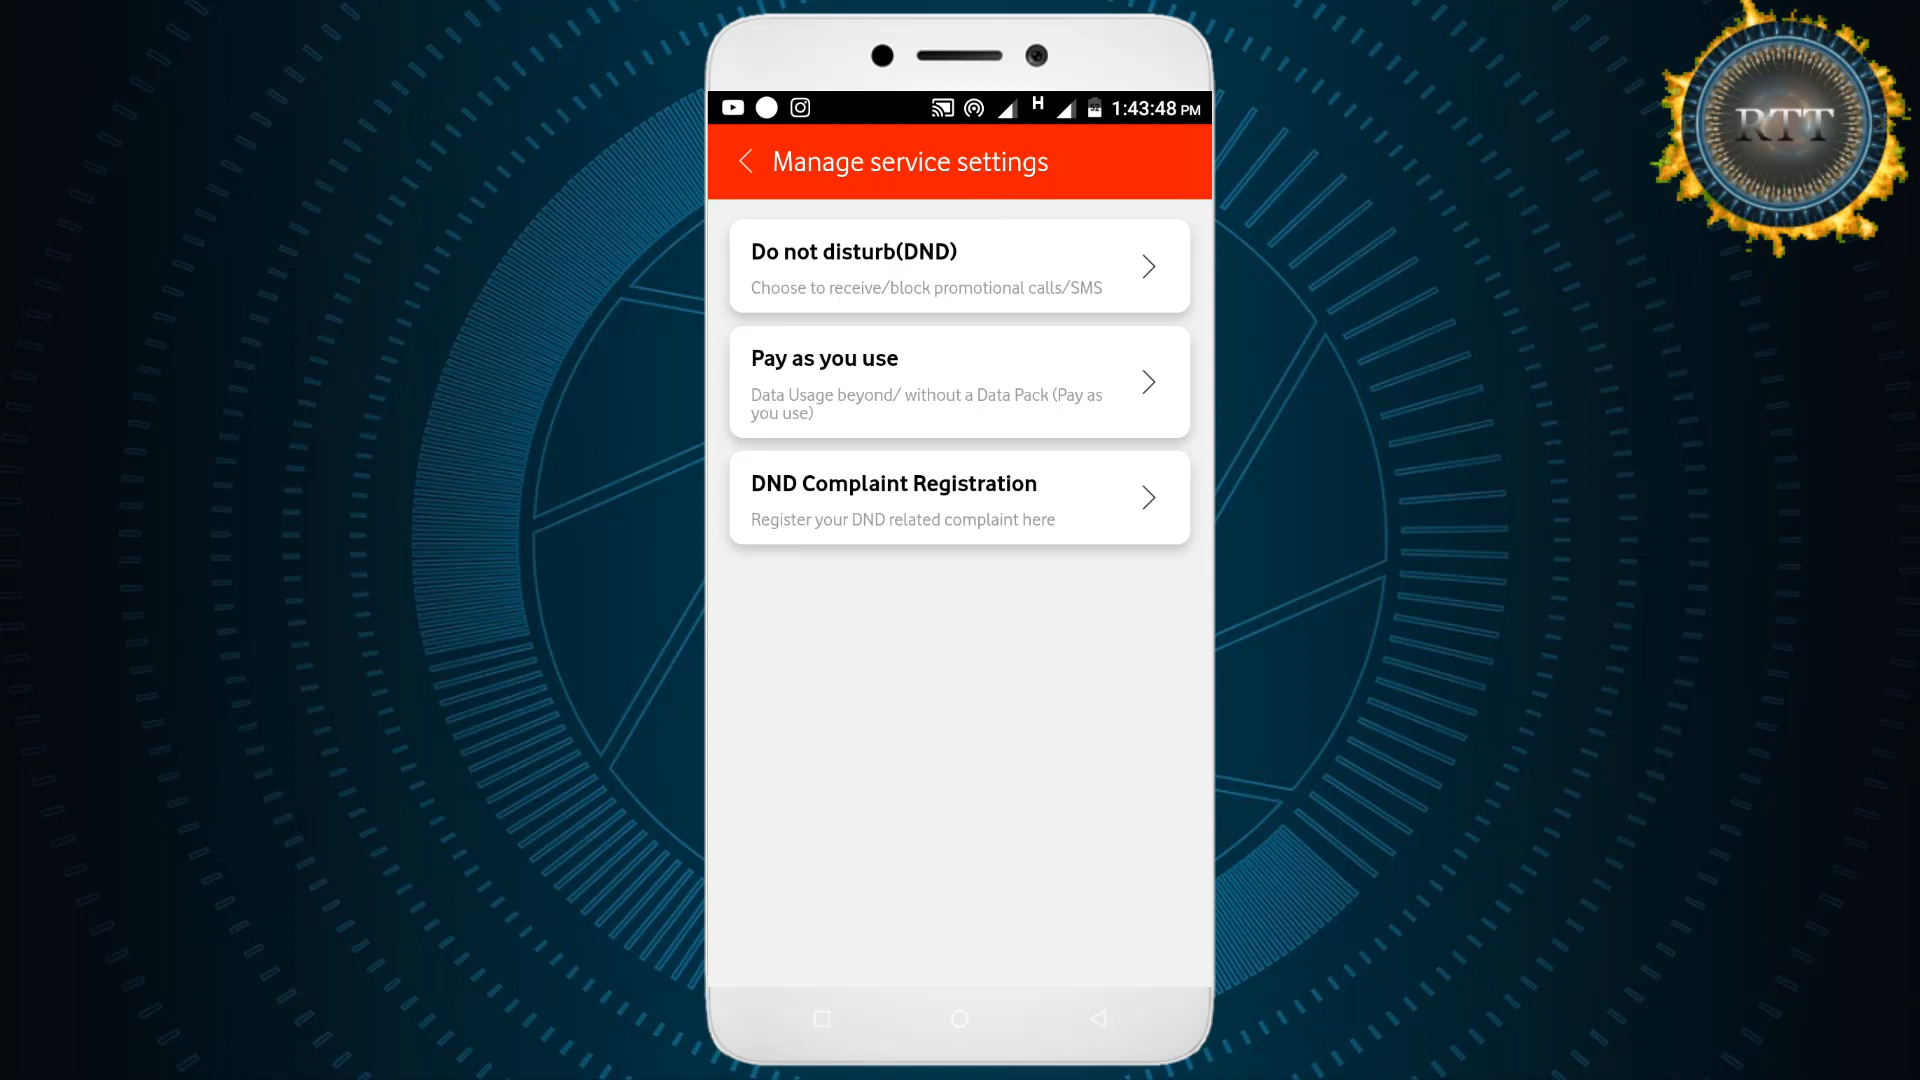 RTT
H
52
1:43:48 PM
Manage service settings
Do not disturb(DND)
Choose to receive/block promotional calls/SMS
Pay as you use
Data Usage beyond/ without a Data Pack (Pay as
you use)
DND Complaint Registration
Register your DND related complaint here